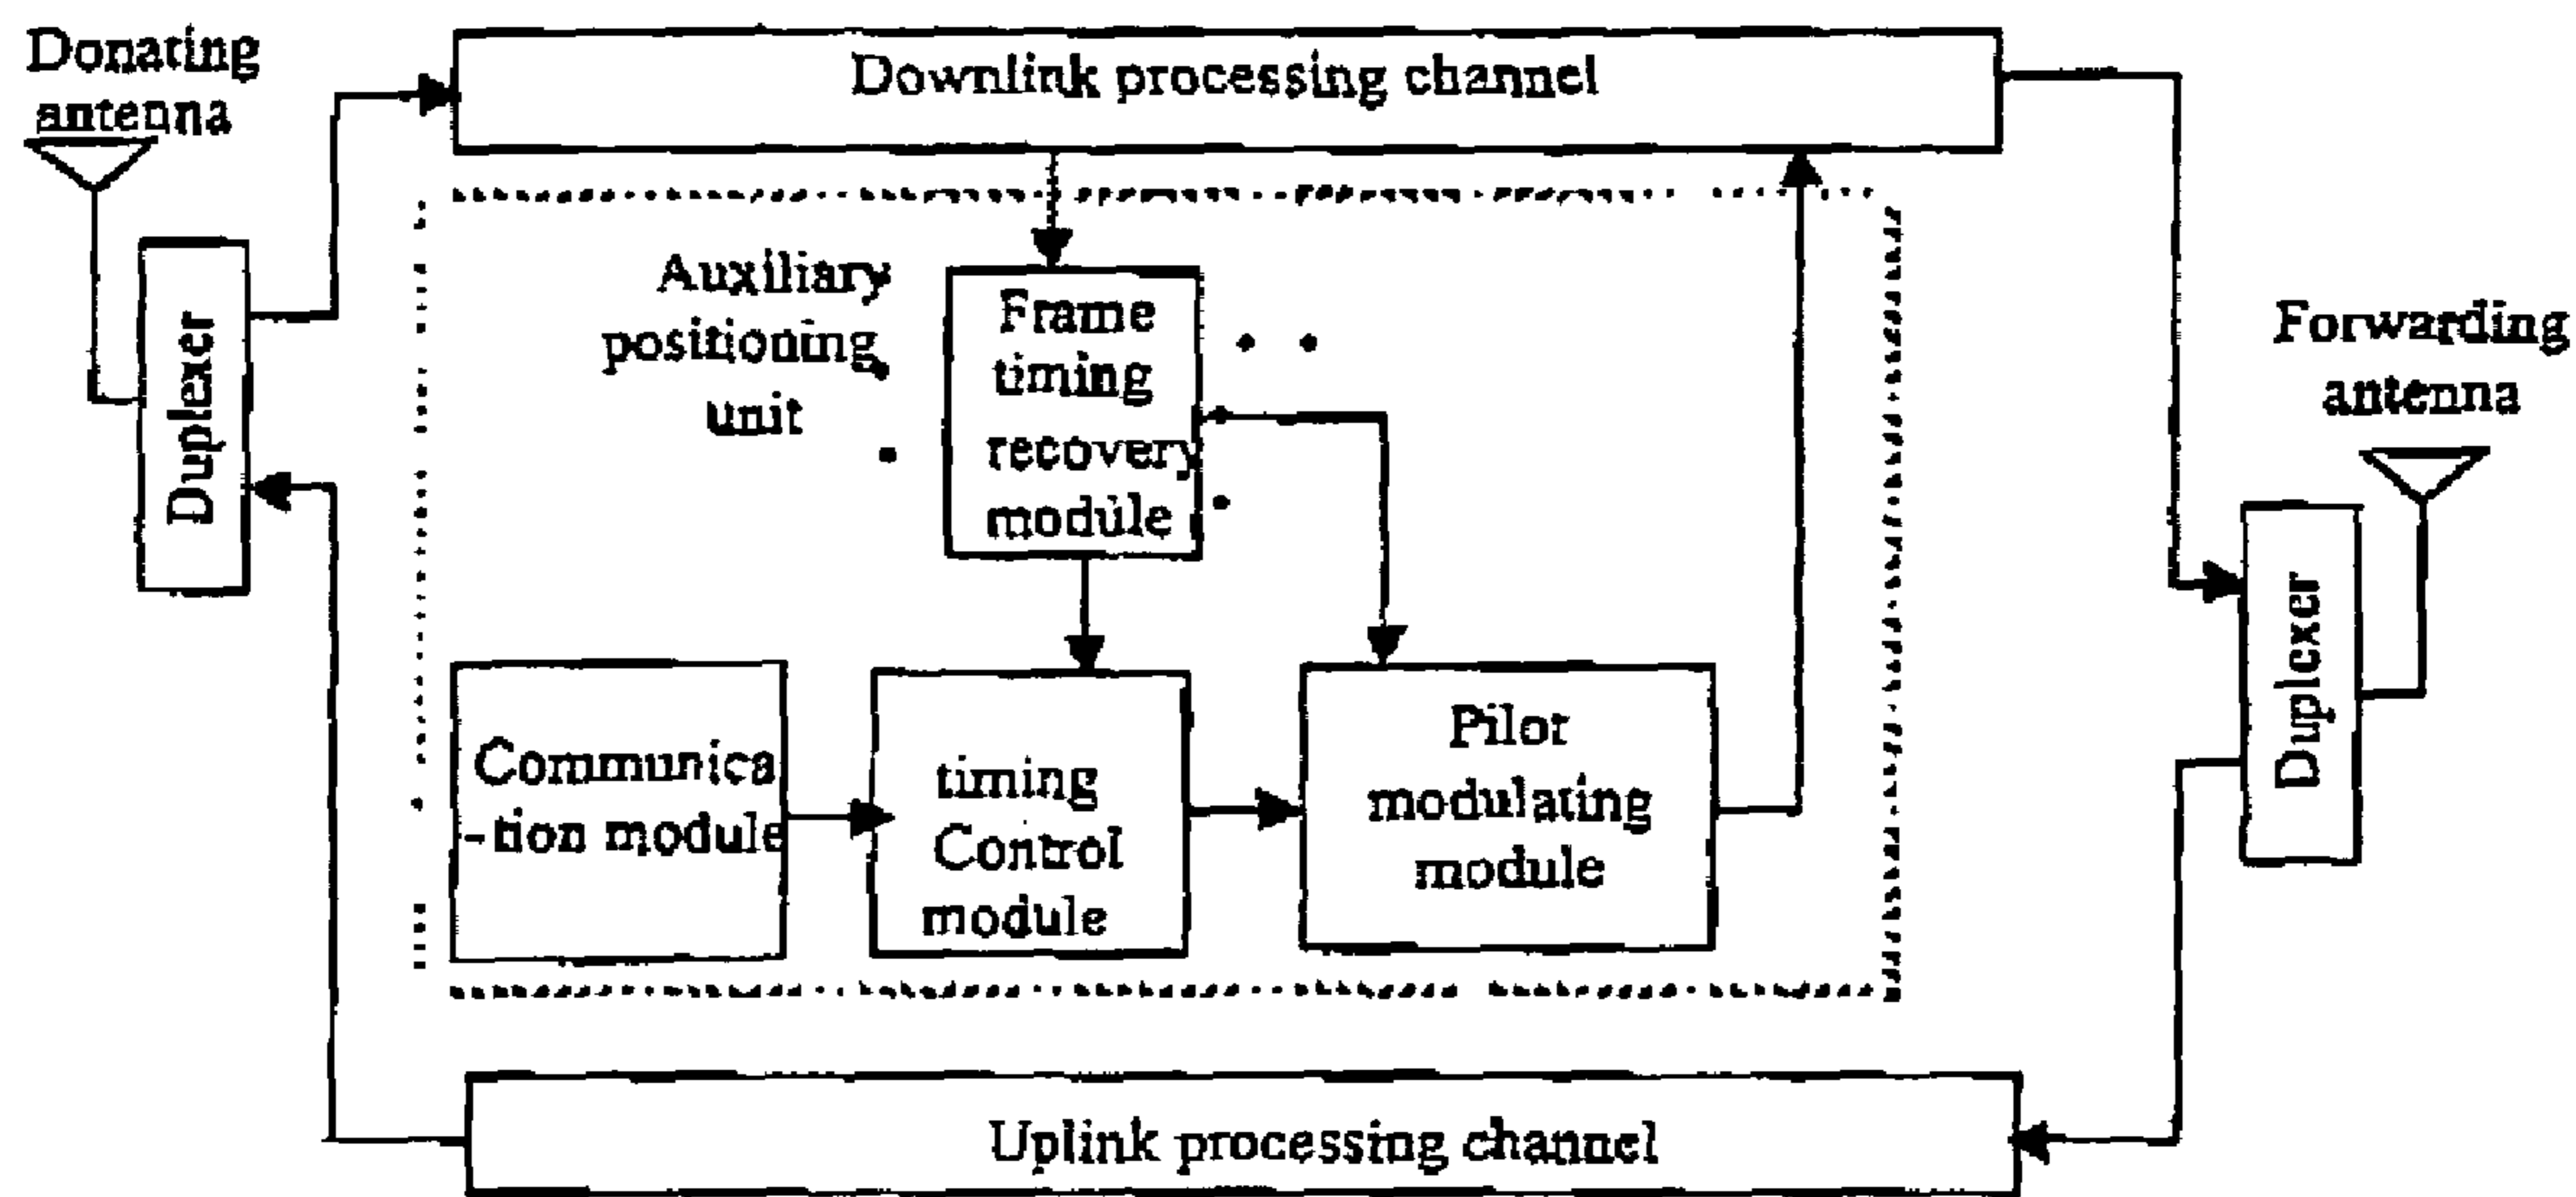 Donating
antenna
Downlink processing channel
Duplexer
Auxiliary
positioning
unit
Frame
timing
recovery
module
Forwarding
antenna
Duplexer
Communica
-tion module
timing
Control
module
Pilot
modulating
module
Uplink processing channel